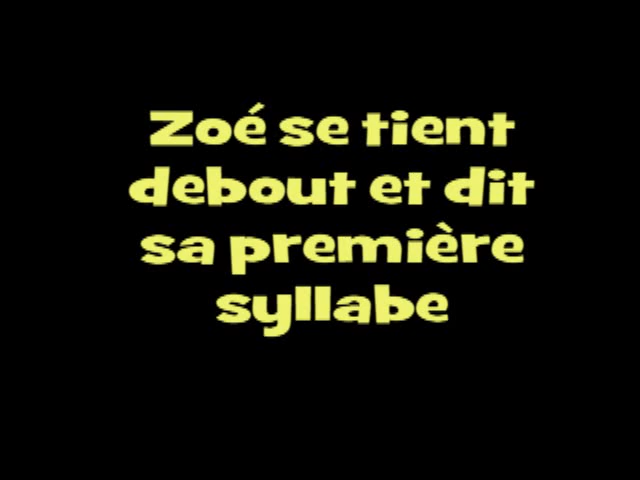 Zoé se tient
debout et dit
sa première
syllabe